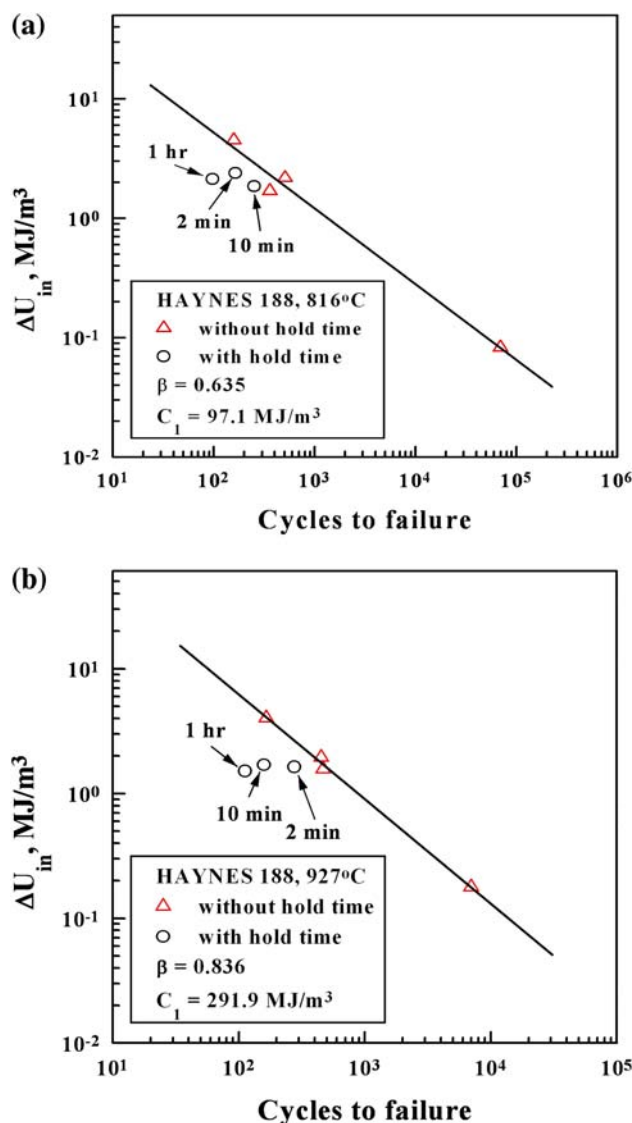 (a)
10¹
10⁰
10⁻¹
10⁻²
ΔU_in, MJ/m³
1 hr
2 min
10 min
HAYNES 188, 816°C
without hold time
with hold time
β = 0.635
C₁ = 97.1 MJ/m³
10¹ 10² 10³ 10⁴ 10⁵ 10⁶
Cycles to failure
(b)
10¹
10⁰
10⁻¹
10⁻²
ΔU_in, MJ/m³
1 hr
10 min
2 min
HAYNES 188, 927°C
without hold time
with hold time
β = 0.836
C₁ = 291.9 MJ/m³
10¹ 10² 10³ 10⁴ 10⁵
Cycles to failure